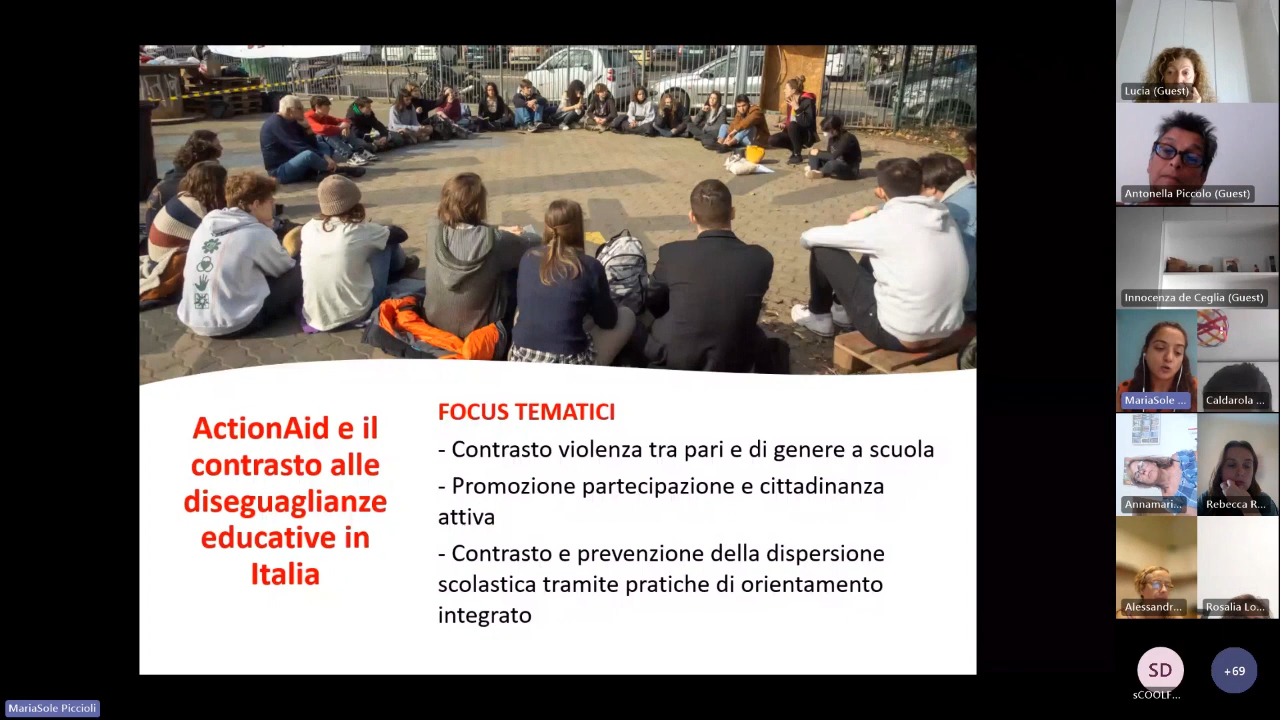 ActionAid e il
contrasto alle
diseguaglianze
educative in
Italia
FOCUS TEMATICI
- Contrasto violenza tra pari e di genere a scuola
- Promozione partecipazione e cittadinanza
attiva
- Contrasto e prevenzione della dispersione
scolastica tramite pratiche di orientamento
integrato
MariaSole Piccioli
Lucia (Guest)
Antonella Piccolo (Guest)
Innocenza de Ceglia (Guest)
MariaSole ...
Caldarola ...
Annamari...
Rebecca R...
Alessandr...
Rosalia Lo...
SD
sCOOLF...
+69